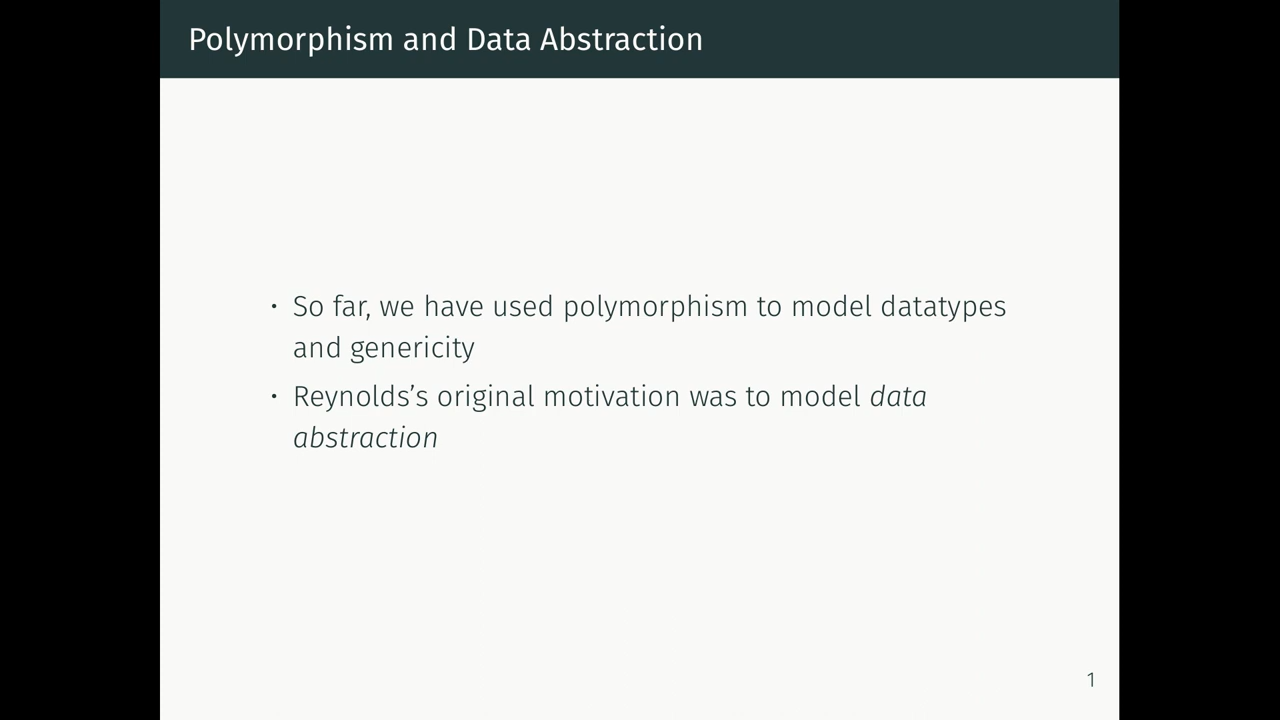 Polymorphism and Data Abstraction
· So far, we have used polymorphism to model datatypes
and genericity
· Reynolds’s original motivation was to model data
abstraction
1